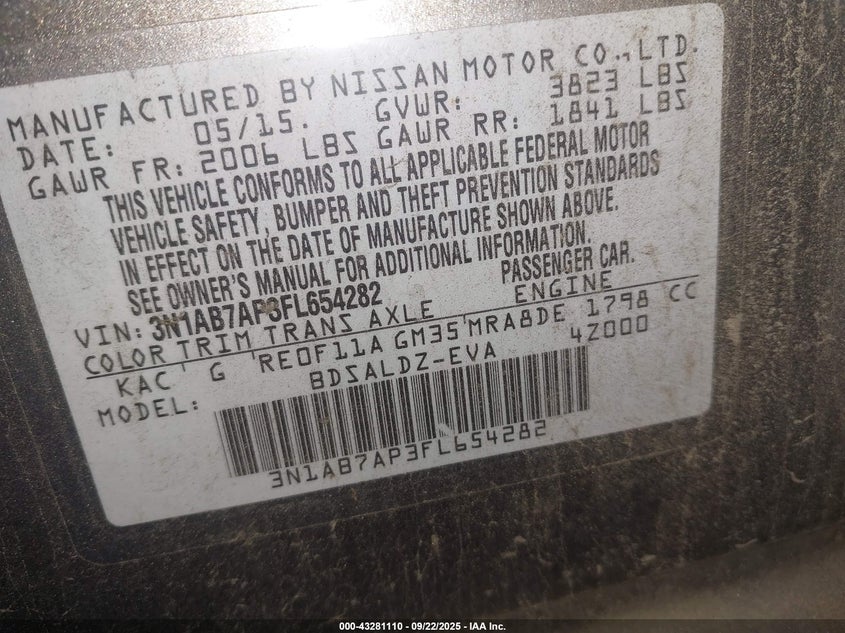 MANUFACTURED BY NISSAN MOTOR CO.,LTD.
DATE: 05/15. GVWR: 3823 LBS
GAWR FR: 2006 LBS GAWR RR: 1841 LBS
THIS VEHICLE CONFORMS TO ALL APPLICABLE FEDERAL MOTOR
VEHICLE SAFETY, BUMPER AND THEFT PREVENTION STANDARDS
IN EFFECT ON THE DATE OF MANUFACTURE SHOWN ABOVE.
SEE OWNER'S MANUAL FOR ADDITIONAL INFORMATION.
VIN: 3N1AB7AP3FL654282 PASSENGER CAR.
COLOR TRIM TRANS AXLE ENGINE
KAC G RE0F11A GM35 MRA8DE 1798 CC
MODEL: BDSALDZ-EVA 4Z000
3N1AB7AP3FL654282
000-43281110 - 09/22/2025 - IAA Inc.